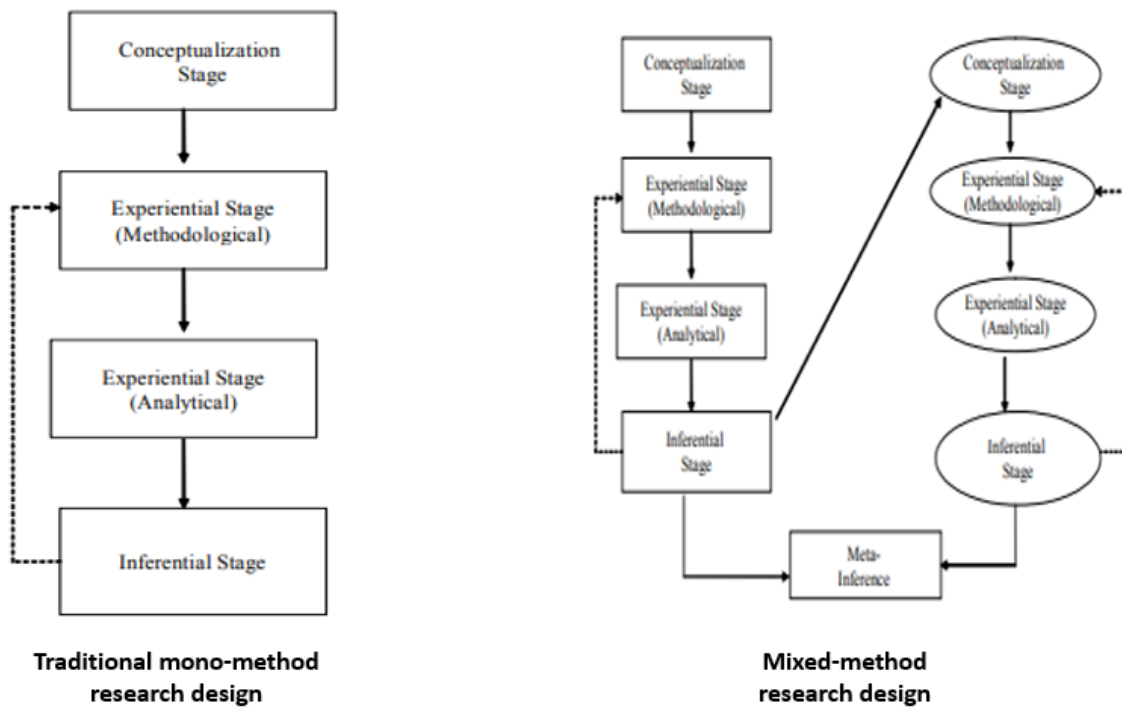 Conceptualization
Stage
Experiential Stage
(Methodological)
Experiential Stage
(Analytical)
Inferential Stage
Traditional mono-method
research design
Conceptualization
Stage
Experiential Stage
(Methodological)
Experiential Stage
(Analytical)
Inferential
Stage
Conceptualization
Stage
Experiential Stage
(Methodological)
Experiential Stage
(Analytical)
Inferential
Stage
Meta-
Inference
Mixed-method
research design